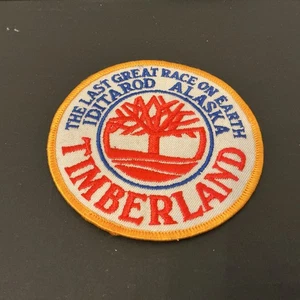 THE LAST GREAT RACE ON EARTH
IDITAROD ALASKA
TIMBERLAND